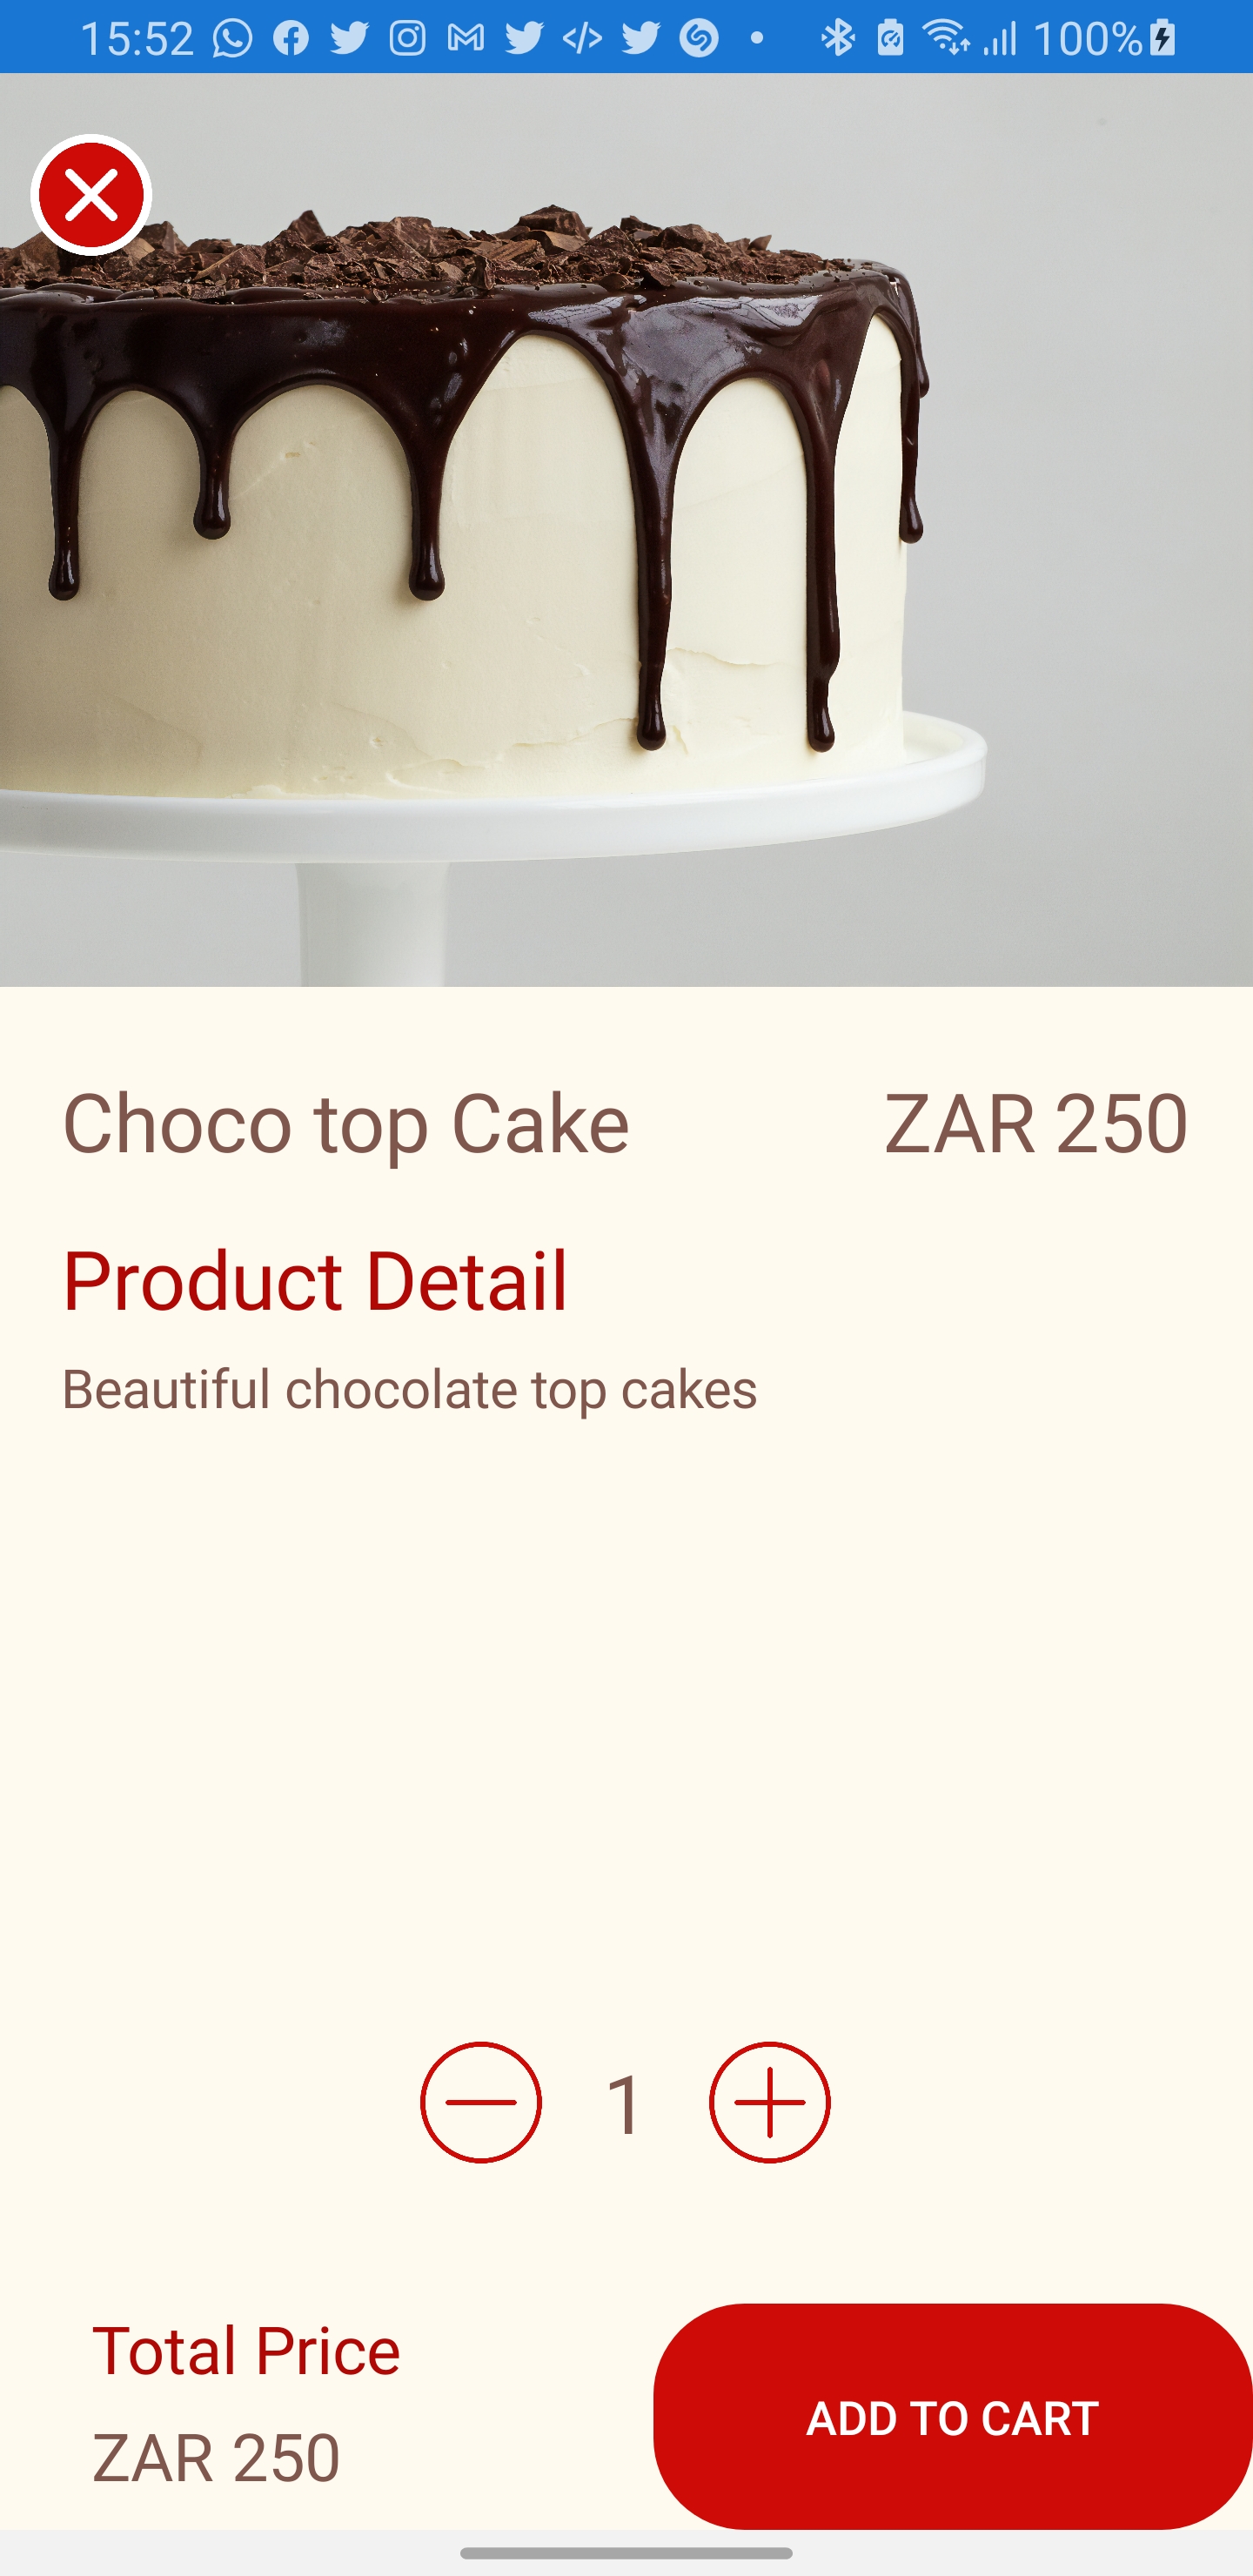 15:52 100%
Choco top Cake ZAR 250
Product Detail
Beautiful chocolate top cakes
1
Total Price
ZAR 250
ADD TO CART